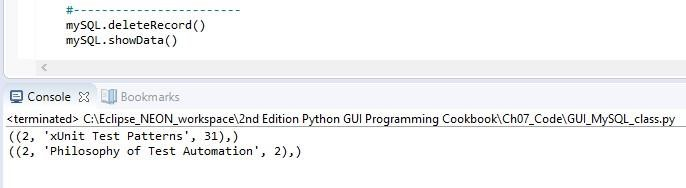 #------------------------
mySQL.deleteRecord()
mySQL.showData()
Console Bookmarks
<terminated> C:\Eclipse_NEON_workspace\2nd Edition Python GUI Programming Cookbook\Ch07_Code\GUI_MySQL_class.py
((2, 'xUnit Test Patterns', 31),)
((2, 'Philosophy of Test Automation', 2),)